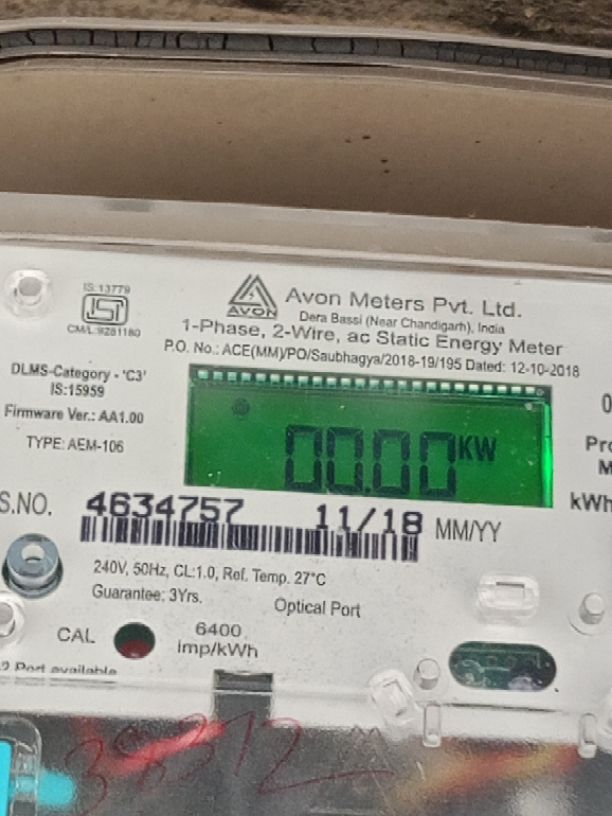 IS:13779
CM/L:9281180
AVON
Avon Meters Pvt. Ltd.
Dera Bassi (Near Chandigarh), India
1-Phase, 2-Wire, ac Static Energy Meter
P.O. No.: ACE(MM)/PO/Saubhagya/2018-19/195 Dated: 12-10-2018
DLMS-Category - 'C3'
IS:15959
Firmware Ver.: AA1.00
TYPE: AEM-106
00.00 KW
kWh
S.NO. 4634757 11/18 MM/YY
240V, 50Hz, CL:1.0, Ref. Temp. 27°C
Guarantee: 3Yrs.
Optical Port
CAL
6400
imp/kWh
Port available